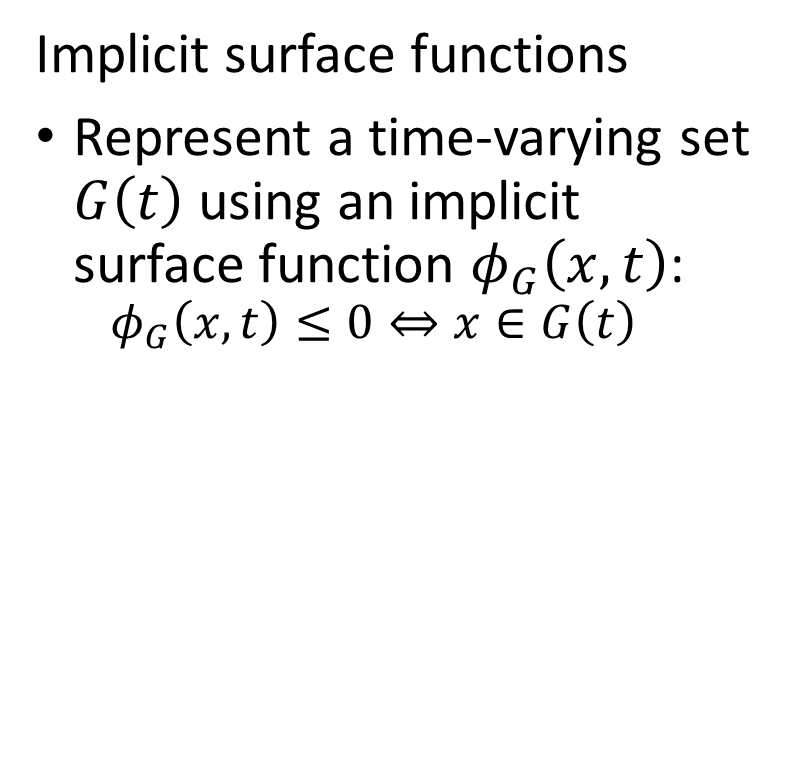 Implicit surface functions
• Represent a time-varying set
G(t) using an implicit
surface function ϕ_G(x, t):
ϕ_G(x, t) ≤ 0 ⇔ x ∈ G(t)